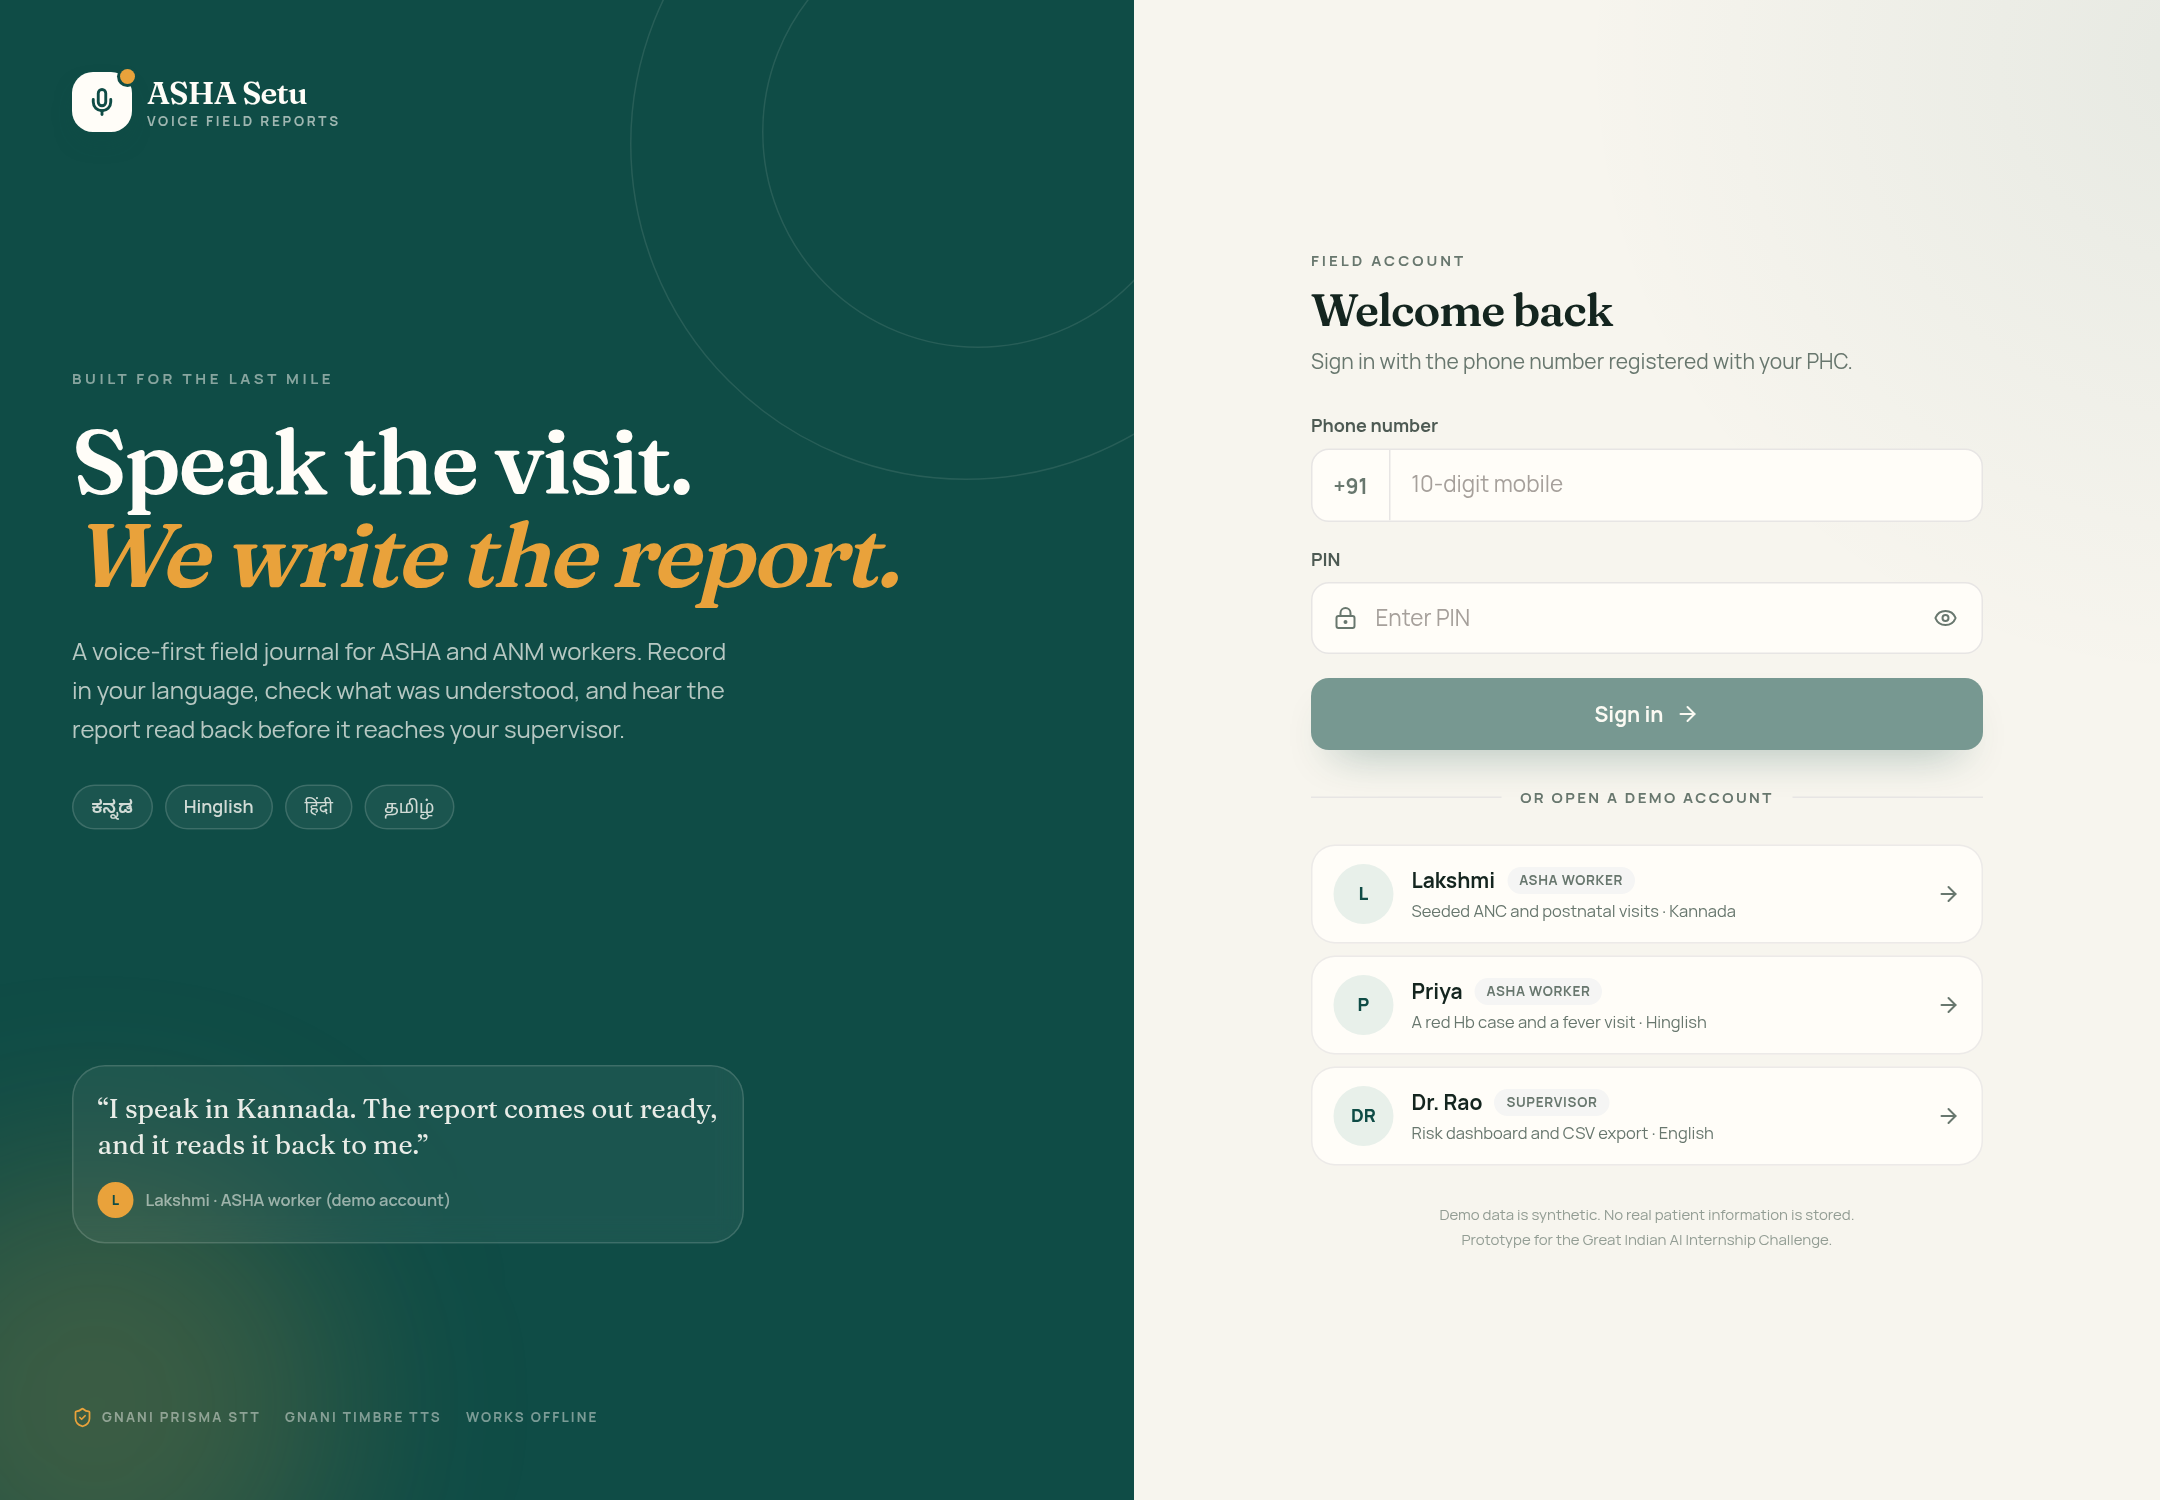 ASHA Setu
VOICE FIELD REPORTS
BUILT FOR THE LAST MILE
Speak the visit.
We write the report.
A voice-first field journal for ASHA and ANM workers. Record
in your language, check what was understood, and hear the
report read back before it reaches your supervisor.
ಕನ್ನಡ Hinglish हिंदी தமிழ்
“I speak in Kannada. The report comes out ready,
and it reads it back to me.”
L Lakshmi · ASHA worker (demo account)
GNANI PRISMA STT GNANI TIMBRE TTS WORKS OFFLINE
FIELD ACCOUNT
Welcome back
Sign in with the phone number registered with your PHC.
Phone number
+91 10-digit mobile
PIN
Enter PIN
Sign in
OR OPEN A DEMO ACCOUNT
L Lakshmi ASHA WORKER
Seeded ANC and postnatal visits · Kannada
P Priya ASHA WORKER
A red Hb case and a fever visit · Hinglish
DR Dr. Rao SUPERVISOR
Risk dashboard and CSV export · English
Demo data is synthetic. No real patient information is stored.
Prototype for the Great Indian AI Internship Challenge.